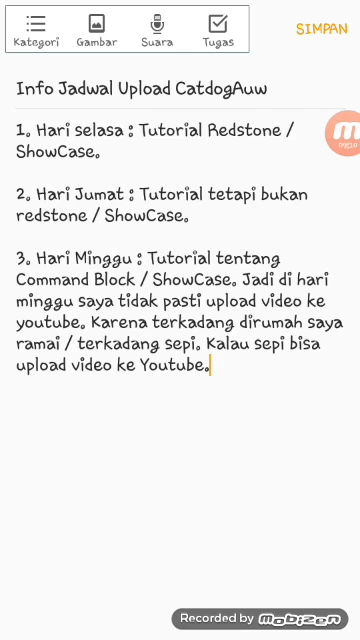 Kategori Gambar Suara Tugas SIMPAN
Info Jadwal Upload CatdogAuw
1. Hari selasa : Tutorial Redstone /
ShowCase.
2. Hari Jumat : Tutorial tetapi bukan
redstone / ShowCase.
3. Hari Minggu : Tutorial tentang
Command Block / ShowCase. Jadi di hari
minggu saya tidak pasti upload video ke
youtube. Karena terkadang dirumah saya
ramai / terkadang sepi. Kalau sepi bisa
upload video ke Youtube.
Recorded by mobizen